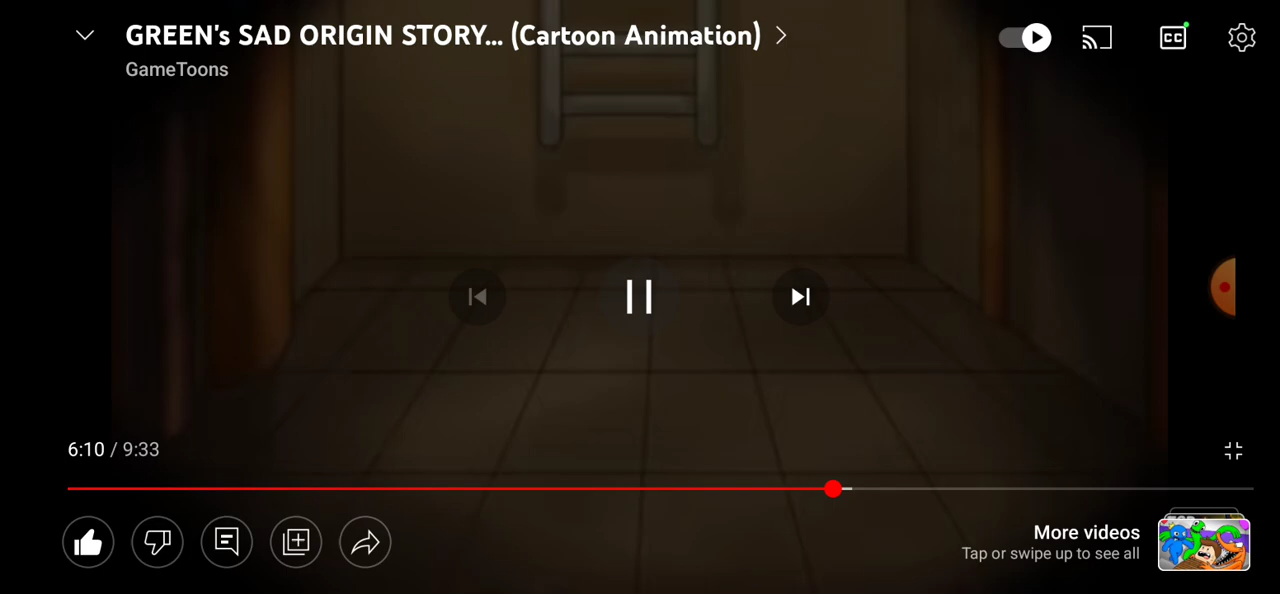 GREEN's SAD ORIGIN STORY... (Cartoon Animation)
GameToons
CC
6:10 / 9:33
More videos
Tap or swipe up to see all